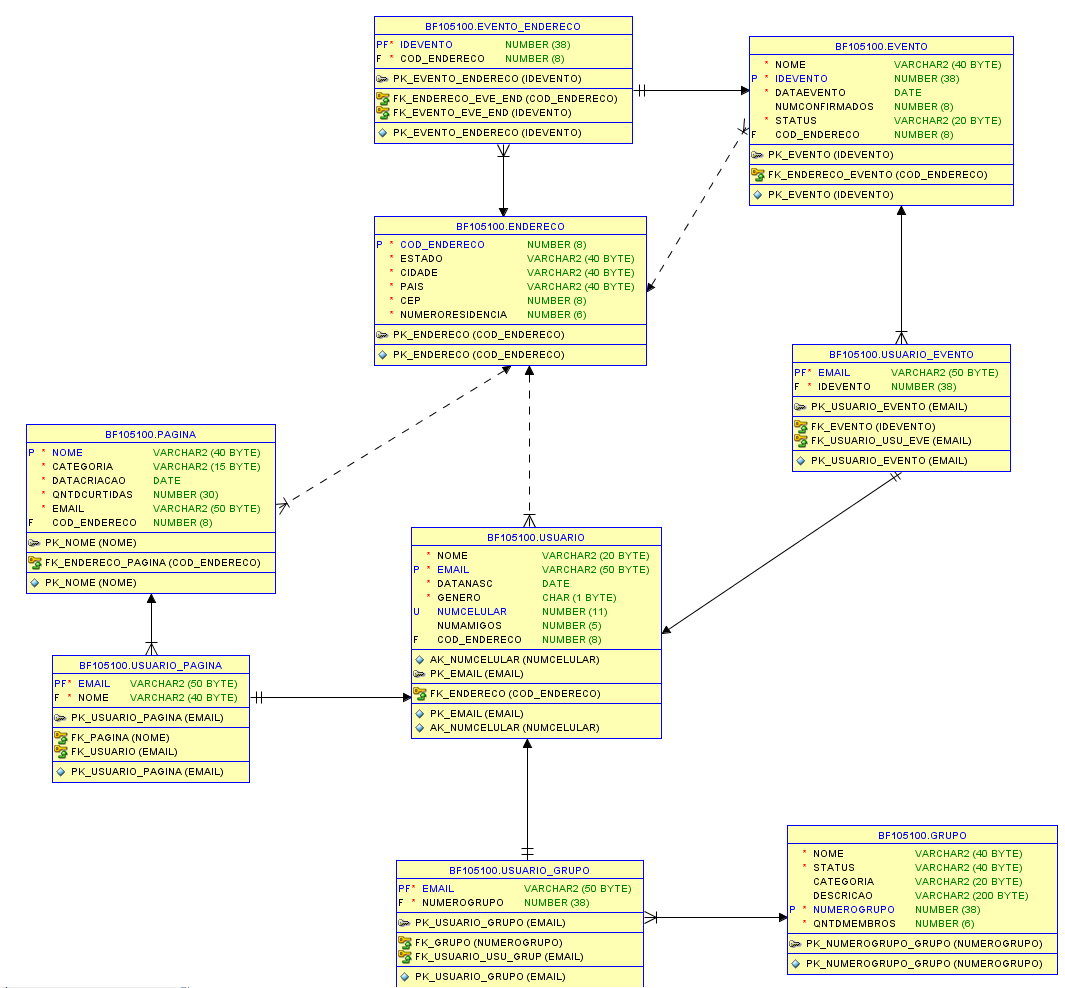 BF105100.EVENTO_ENDERECO
PF* IDEVENTO NUMBER (38)
F * COD_ENDERECO NUMBER (8)
PK_EVENTO_ENDERECO (IDEVENTO)
FK_ENDERECO_EVE_END (COD_ENDERECO)
FK_EVENTO_EVE_END (IDEVENTO)
PK_EVENTO_ENDERECO (IDEVENTO)
BF105100.EVENTO
* NOME VARCHAR2 (40 BYTE)
P * IDEVENTO NUMBER (38)
* DATAEVENTO DATE
NUMCONFIRMADOS NUMBER (8)
* STATUS VARCHAR2 (20 BYTE)
F COD_ENDERECO NUMBER (8)
PK_EVENTO (IDEVENTO)
FK_ENDERECO_EVENTO (COD_ENDERECO)
PK_EVENTO (IDEVENTO)
BF105100.ENDERECO
P * COD_ENDERECO NUMBER (8)
* ESTADO VARCHAR2 (40 BYTE)
* CIDADE VARCHAR2 (40 BYTE)
* PAIS VARCHAR2 (40 BYTE)
* CEP NUMBER (8)
* NUMERORESIDENCIA NUMBER (6)
PK_ENDERECO (COD_ENDERECO)
PK_ENDERECO (COD_ENDERECO)
BF105100.USUARIO_EVENTO
PF* EMAIL VARCHAR2 (50 BYTE)
F * IDEVENTO NUMBER (38)
PK_USUARIO_EVENTO (EMAIL)
FK_EVENTO (IDEVENTO)
FK_USUARIO_USU_EVE (EMAIL)
PK_USUARIO_EVENTO (EMAIL)
BF105100.PAGINA
P * NOME VARCHAR2 (40 BYTE)
* CATEGORIA VARCHAR2 (15 BYTE)
* DATACRIACAO DATE
* QNTDCURTIDAS NUMBER (30)
* EMAIL VARCHAR2 (50 BYTE)
F COD_ENDERECO NUMBER (8)
PK_NOME (NOME)
FK_ENDERECO_PAGINA (COD_ENDERECO)
PK_NOME (NOME)
BF105100.USUARIO
* NOME VARCHAR2 (20 BYTE)
P * EMAIL VARCHAR2 (50 BYTE)
* DATANASC DATE
* GENERO CHAR (1 BYTE)
U NUMCELULAR NUMBER (11)
NUMAMIGOS NUMBER (5)
F COD_ENDERECO NUMBER (8)
AK_NUMCELULAR (NUMCELULAR)
PK_EMAIL (EMAIL)
FK_ENDERECO (COD_ENDERECO)
PK_EMAIL (EMAIL)
AK_NUMCELULAR (NUMCELULAR)
BF105100.USUARIO_PAGINA
PF* EMAIL VARCHAR2 (50 BYTE)
F * NOME VARCHAR2 (40 BYTE)
PK_USUARIO_PAGINA (EMAIL)
FK_PAGINA (NOME)
FK_USUARIO (EMAIL)
PK_USUARIO_PAGINA (EMAIL)
BF105100.USUARIO_GRUPO
PF* EMAIL VARCHAR2 (50 BYTE)
F * NUMEROGRUPO NUMBER (38)
PK_USUARIO_GRUPO (EMAIL)
FK_GRUPO (NUMEROGRUPO)
FK_USUARIO_USU_GRUP (EMAIL)
PK_USUARIO_GRUPO (EMAIL)
BF105100.GRUPO
* NOME VARCHAR2 (40 BYTE)
* STATUS VARCHAR2 (40 BYTE)
CATEGORIA VARCHAR2 (20 BYTE)
DESCRICAO VARCHAR2 (200 BYTE)
P * NUMEROGRUPO NUMBER (38)
* QNTDMEMBROS NUMBER (6)
PK_NUMEROGRUPO_GRUPO (NUMEROGRUPO)
PK_NUMEROGRUPO_GRUPO (NUMEROGRUPO)